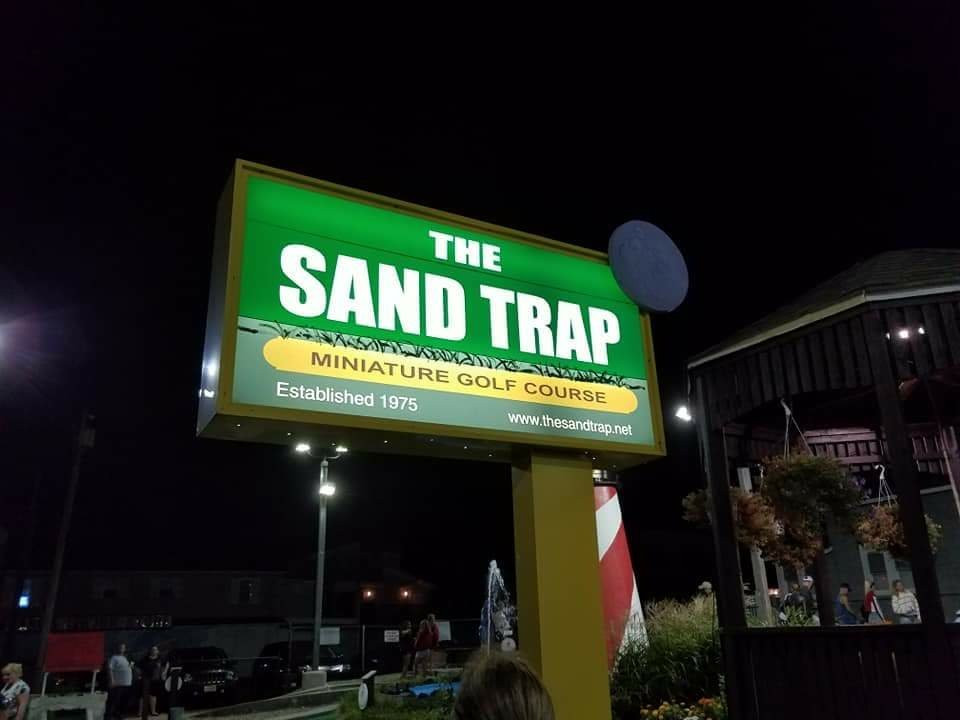 THE
SAND TRAP
MINIATURE GOLF COURSE
Established 1975
www.thesandtrap.net